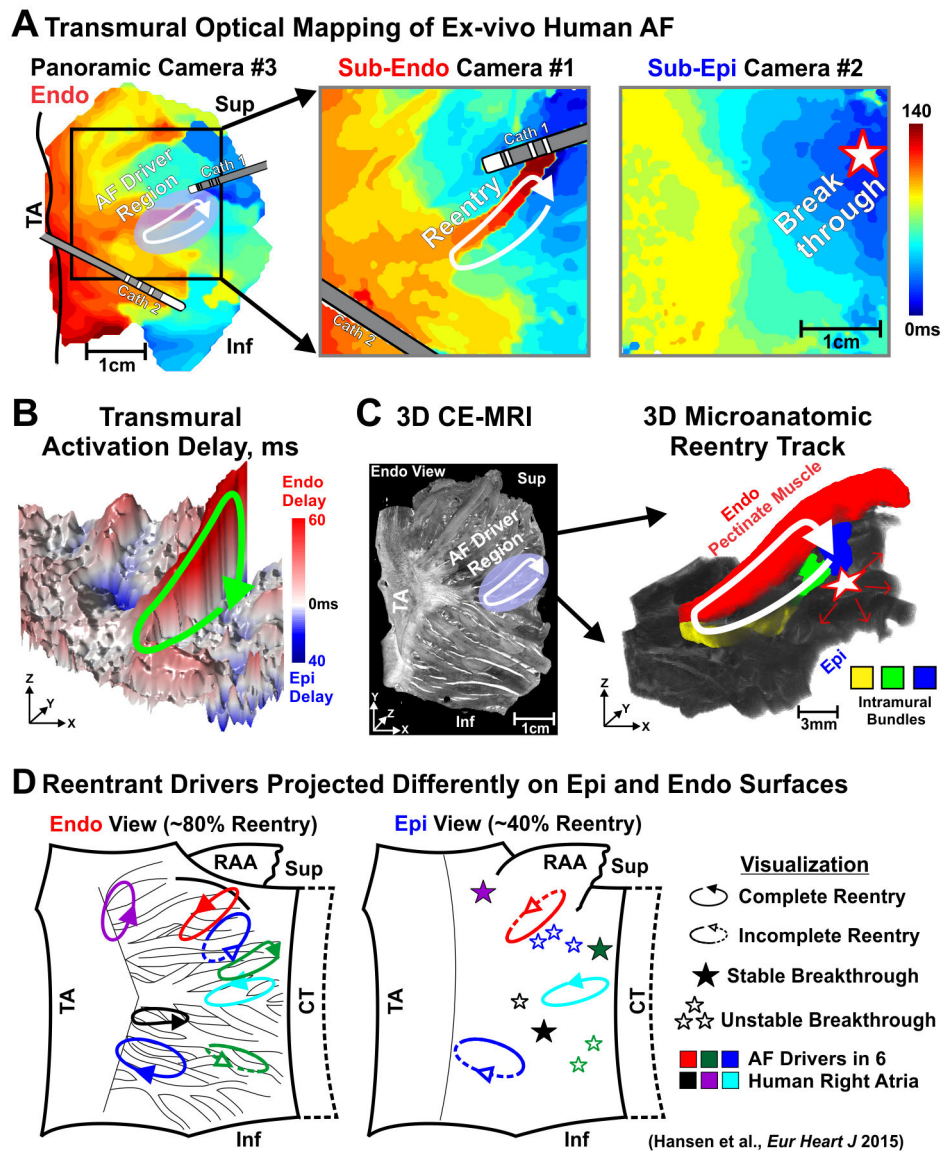 A Transmural Optical Mapping of Ex-vivo Human AF
Panoramic Camera #3
Endo
Sup
AF Driver
Region
Cath 1
Cath 2
TA
Inf
1cm
Sub-Endo Camera #1
Cath 1
Reentry
Cath 2
Sub-Epi Camera #2
Break
through
1cm
140
0ms
B Transmural
Activation Delay, ms
Endo
Delay
60
0ms
40
Epi
Delay
Z
Y
X
C 3D CE-MRI
Endo View
Sup
AF Driver
Region
TA
Y
Z
X
Inf
1cm
3D Microanatomic
Reentry Track
Endo
Pectinate Muscle
Epi
Z
Y
X
3mm
Intramural
Bundles
D Reentrant Drivers Projected Differently on Epi and Endo Surfaces
Endo View (~80% Reentry)
RAA
Sup
TA
CT
Inf
Epi View (~40% Reentry)
RAA
Sup
TA
CT
Inf
Visualization
Complete Reentry
Incomplete Reentry
Stable Breakthrough
Unstable Breakthrough
AF Drivers in 6
Human Right Atria
(Hansen et al., Eur Heart J 2015)